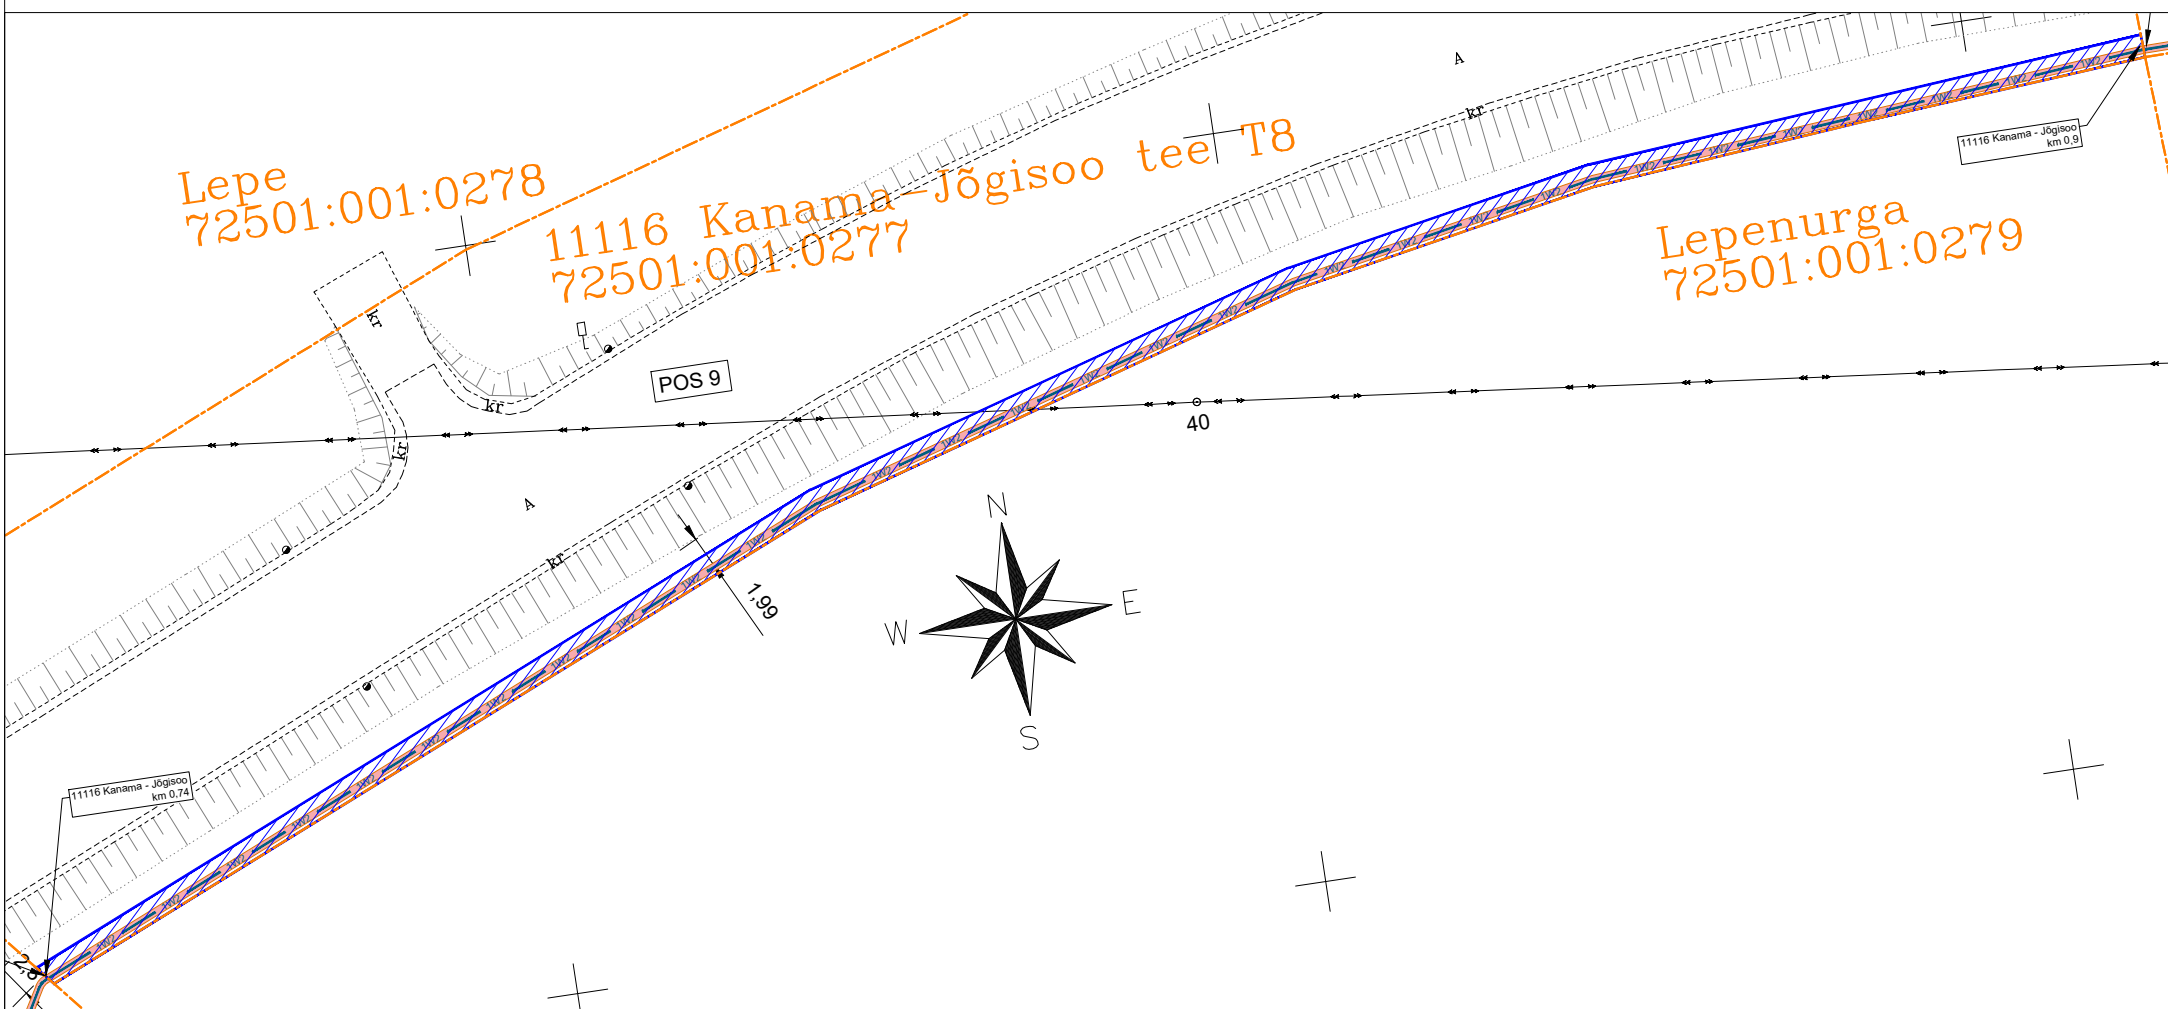 A
kr
11116 Kanama - Jõgisoo
km 0,9
Lepe
72501:001:0278
11116 Kanama-Jõgisoo tee T8
72501:001:0277
Lepenurga
72501:001:0279
kr
POS 9
kr
kr
40
A
kr
1,99
N
E
W
S
11116 Kanama - Jõgisoo
km 0,74